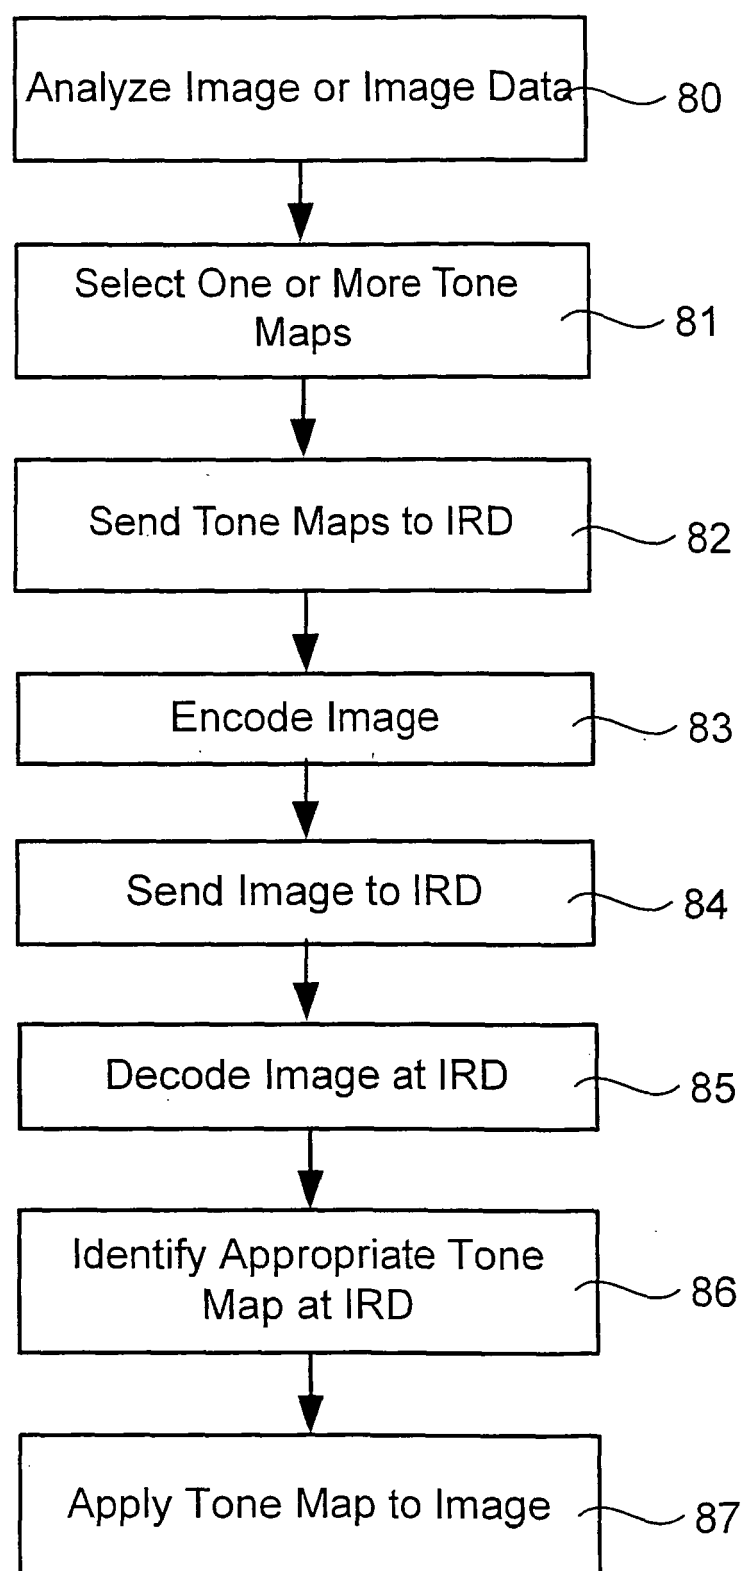 Analyze Image or Image Data
80
Select One or More Tone
Maps
81
Send Tone Maps to IRD
82
Encode Image
83
Send Image to IRD
84
Decode Image at IRD
85
Identify Appropriate Tone
Map at IRD
86
Apply Tone Map to Image
87